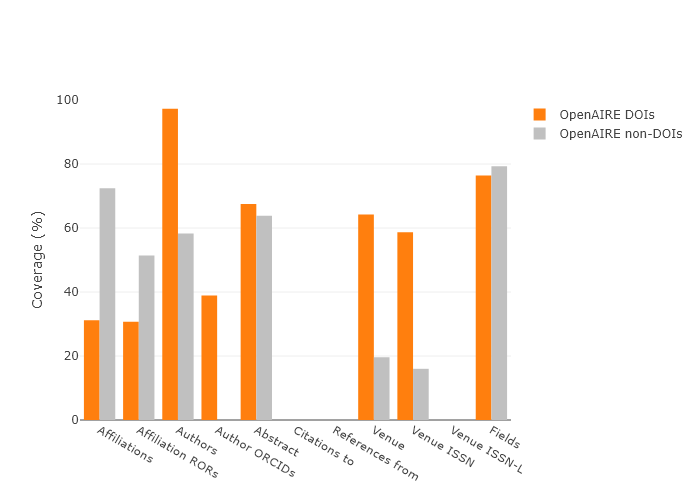 100
80
60
40
20
0
Coverage (%)
OpenAIRE DOIs
OpenAIRE non-DOIs
Affiliations
Affiliation RORs
Authors
Author ORCIDs
Abstract
Citations to
References from
Venue
Venue ISSN
Venue ISSN-L
Fields